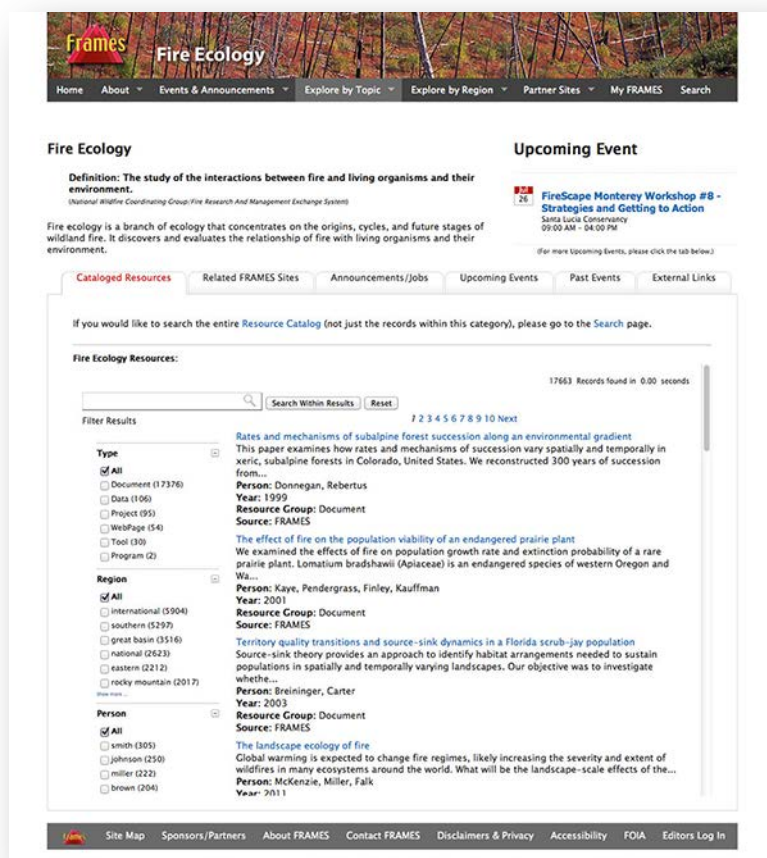 Frames
Fire Ecology
Home About Events & Announcements Explore by Topic Explore by Region Partner Sites My FRAMES Search
Fire Ecology
Definition: The study of the interactions between fire and living organisms and their
environment.
(National Wildfire Coordinating Group/Fire Research And Management Exchange System)
Fire ecology is a branch of ecology that concentrates on the origins, cycles, and future stages of
wildland fire. It discovers and evaluates the relationship of fire with living organisms and their
environment.
Upcoming Event
Jul
26
FireScape Monterey Workshop #8 -
Strategies and Getting to Action
Santa Lucia Conservancy
09:00 AM - 04:00 PM
(For more Upcoming Events, please click the tab below.)
Cataloged Resources Related FRAMES Sites Announcements/Jobs Upcoming Events Past Events External Links
If you would like to search the entire Resource Catalog (not just the records within this category), please go to the Search page.
Fire Ecology Resources:
17663 Records found in 0.00 seconds
Search Within Results Reset
1 2 3 4 5 6 7 8 9 10 Next
Filter Results
Type
All
Document (17376)
Data (106)
Project (95)
WebPage (54)
Tool (30)
Program (2)
Region
All
international (5904)
southern (5297)
great basin (3516)
national (2623)
eastern (2212)
rocky mountain (2017)
Show more ...
Person
All
smith (305)
johnson (250)
miller (222)
brown (204)
Rates and mechanisms of subalpine forest succession along an environmental gradient
This paper examines how rates and mechanisms of succession vary spatially and temporally in
xeric, subalpine forests in Colorado, United States. We reconstructed 300 years of succession
from...
Person: Donnegan, Rebertus
Year: 1999
Resource Group: Document
Source: FRAMES
The effect of fire on the population viability of an endangered prairie plant
We examined the effects of fire on population growth rate and extinction probability of a rare
prairie plant. Lomatium bradshawii (Apiaceae) is an endangered species of western Oregon and
Wa...
Person: Kaye, Pendergrass, Finley, Kauffman
Year: 2001
Resource Group: Document
Source: FRAMES
Territory quality transitions and source-sink dynamics in a Florida scrub-jay population
Source-sink theory provides an approach to identify habitat arrangements needed to sustain
populations in spatially and temporally varying landscapes. Our objective was to investigate
whethe...
Person: Breininger, Carter
Year: 2003
Resource Group: Document
Source: FRAMES
The landscape ecology of fire
Global warming is expected to change fire regimes, likely increasing the severity and extent of
wildfires in many ecosystems around the world. What will be the landscape-scale effects of the...
Person: McKenzie, Miller, Falk
Year: 2011
Frames Site Map Sponsors/Partners About FRAMES Contact FRAMES Disclaimers & Privacy Accessibility FOIA Editors Log In